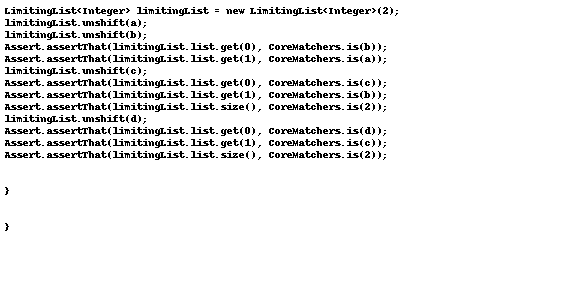 LimitingList<Integer> limitingList = new LimitingList<Integer>(2);
limitingList.unshift(a);
limitingList.unshift(b);
Assert.assertThat(limitingList.list.get(0), CoreMatchers.is(b));
Assert.assertThat(limitingList.list.get(1), CoreMatchers.is(a));
limitingList.unshift(c);
Assert.assertThat(limitingList.list.get(0), CoreMatchers.is(c));
Assert.assertThat(limitingList.list.get(1), CoreMatchers.is(b));
Assert.assertThat(limitingList.list.size(), CoreMatchers.is(2));
limitingList.unshift(d);
Assert.assertThat(limitingList.list.get(0), CoreMatchers.is(d));
Assert.assertThat(limitingList.list.get(1), CoreMatchers.is(c));
Assert.assertThat(limitingList.list.size(), CoreMatchers.is(2));
}
}